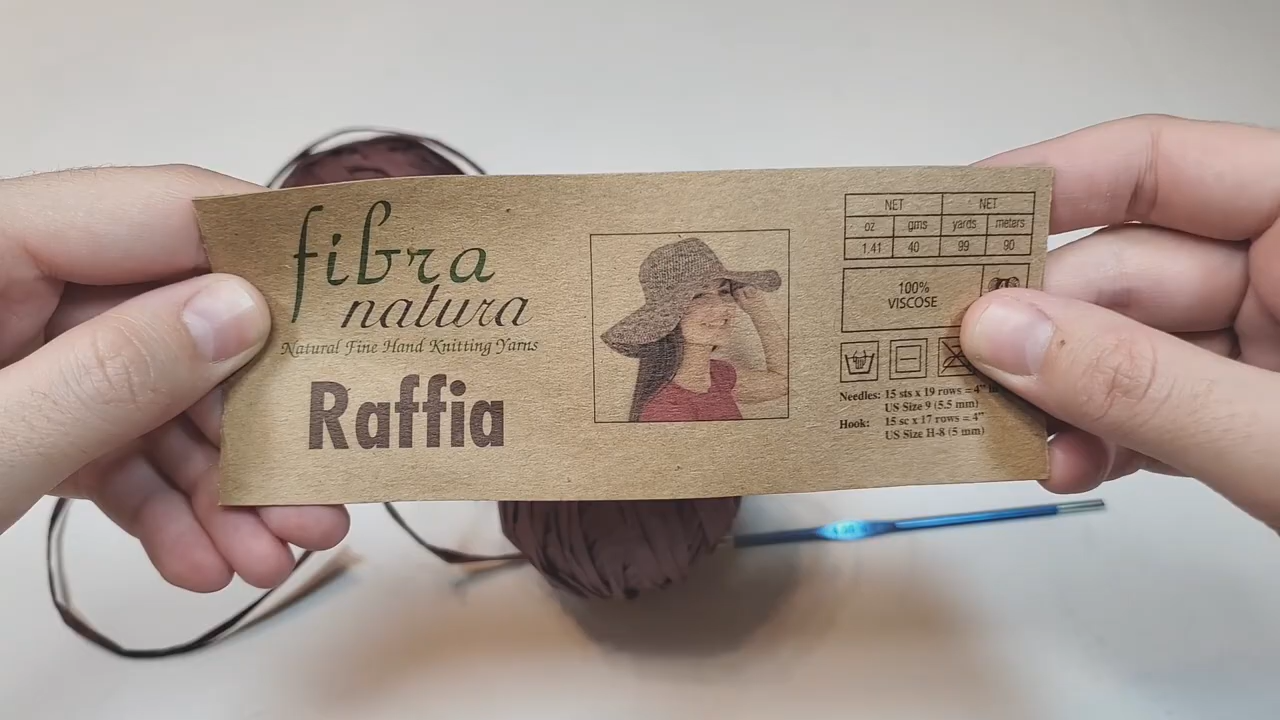 fibra
natura
Natural Fine Hand Knitting Yarns
Raffia
NET NET
oz gms yards meters
1.41 40 99 90
100%
VISCOSE
Needles: 15 sts x 19 rows = 4"
US Size 9 (5.5 mm)
Hook: 15 sc x 17 rows = 4"
US Size H-8 (5 mm)